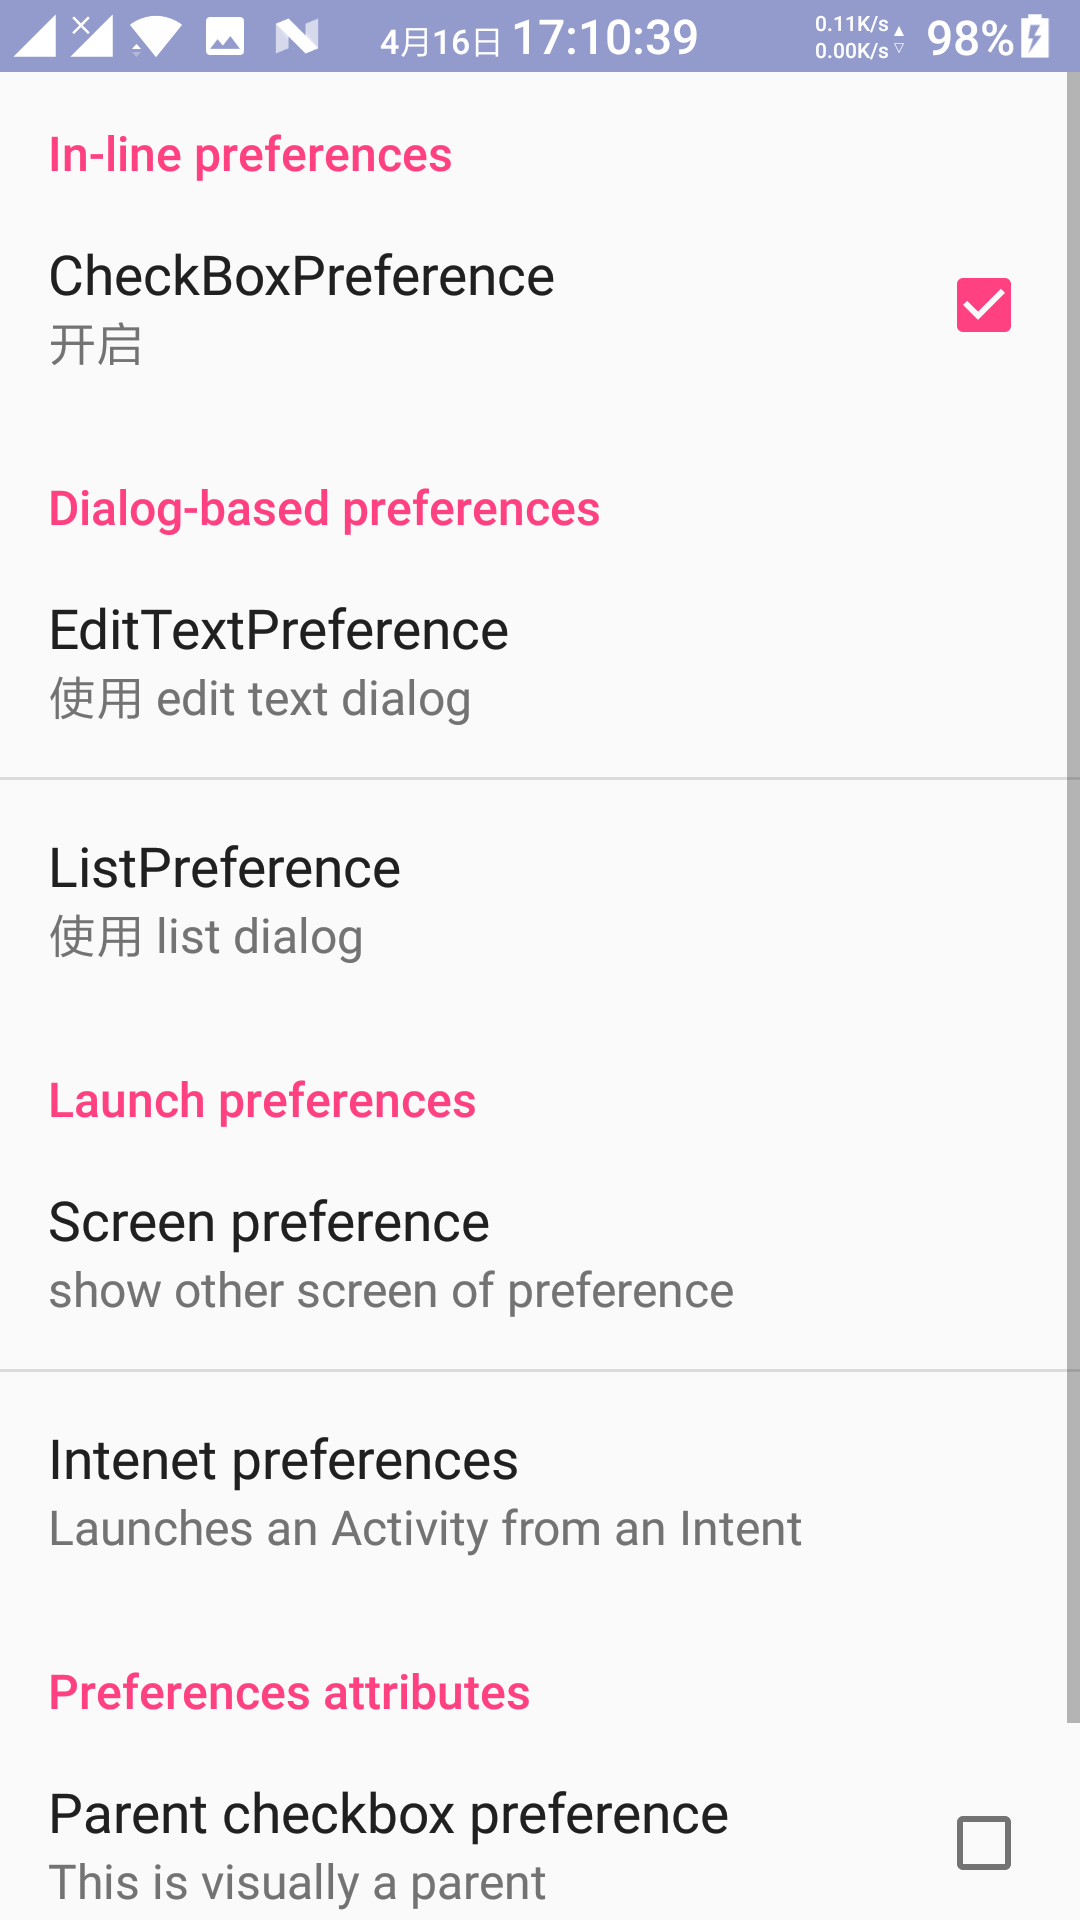 4月16日 17:10:39 0.11K/s 98%
0.00K/s
In-line preferences
CheckBoxPreference
开启
Dialog-based preferences
EditTextPreference
使用 edit text dialog
ListPreference
使用 list dialog
Launch preferences
Screen preference
show other screen of preference
Intenet preferences
Launches an Activity from an Intent
Preferences attributes
Parent checkbox preference
This is visually a parent